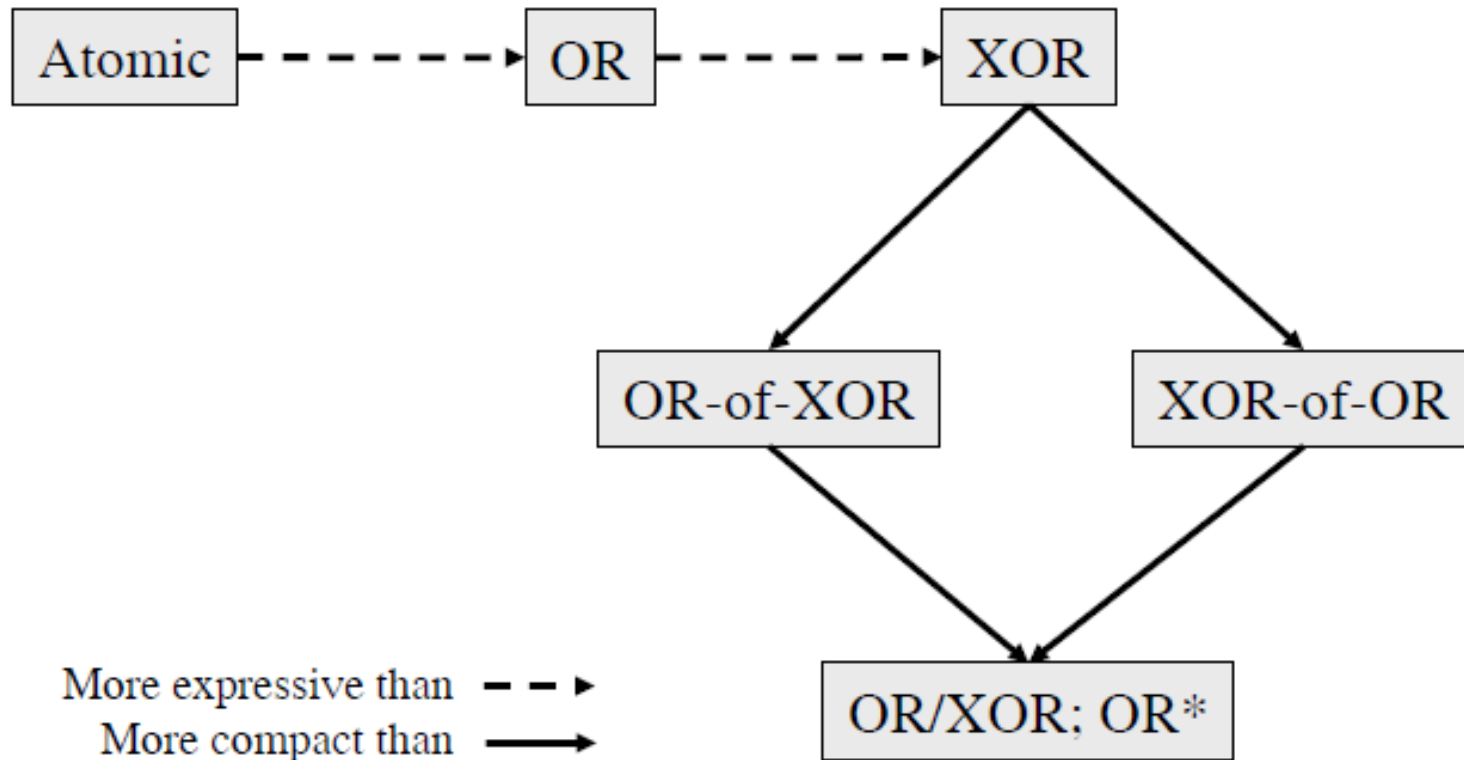 Atomic
OR
XOR
OR-of-XOR
XOR-of-OR
More expressive than
OR/XOR; OR*
More compact than